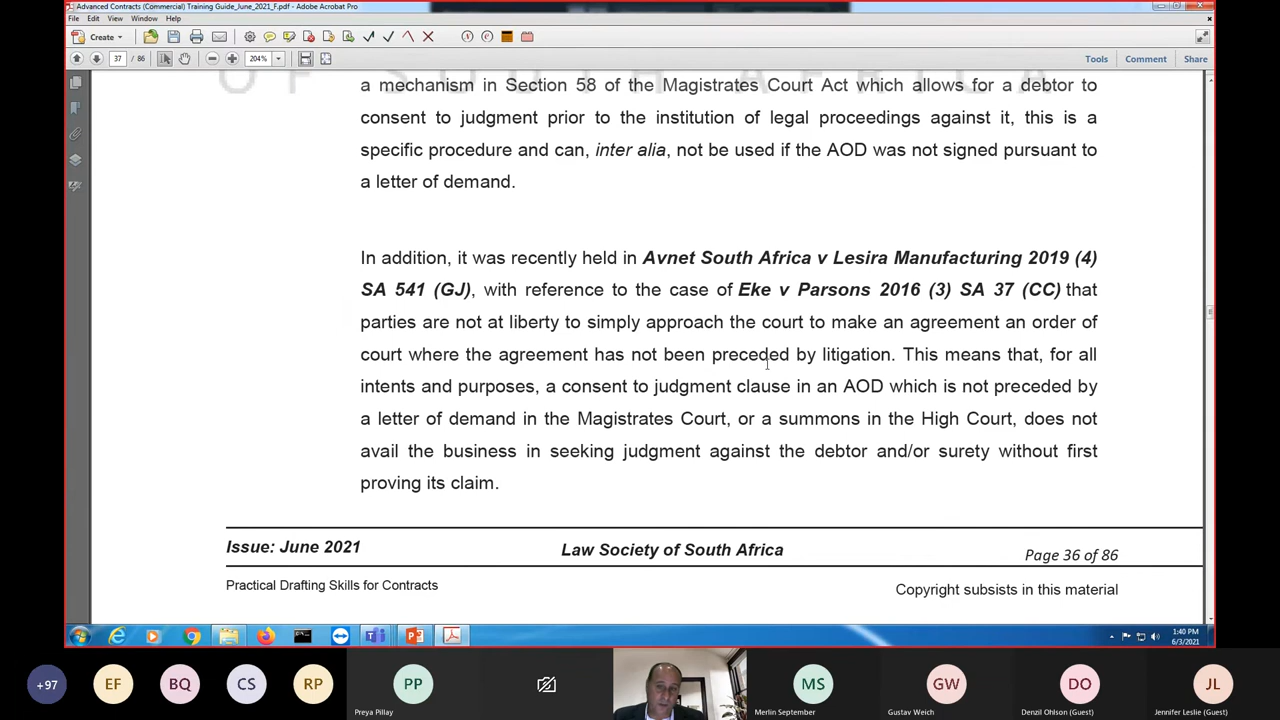 Advanced Contracts (Commercial) Training Guide_June_2021_F.pdf - Adobe Acrobat Pro
File Edit View Window Help
Create
37 / 86 204% Tools Comment Share
OF SOUTH AFRICA
a mechanism in Section 58 of the Magistrates Court Act which allows for a debtor to
consent to judgment prior to the institution of legal proceedings against it, this is a
specific procedure and can, inter alia, not be used if the AOD was not signed pursuant to
a letter of demand.
In addition, it was recently held in Avnet South Africa v Lesira Manufacturing 2019 (4)
SA 541 (GJ), with reference to the case of Eke v Parsons 2016 (3) SA 37 (CC) that
parties are not at liberty to simply approach the court to make an agreement an order of
court where the agreement has not been preceded by litigation. This means that, for all
intents and purposes, a consent to judgment clause in an AOD which is not preceded by
a letter of demand in the Magistrates Court, or a summons in the High Court, does not
avail the business in seeking judgment against the debtor and/or surety without first
proving its claim.
Issue: June 2021 Law Society of South Africa Page 36 of 86
Practical Drafting Skills for Contracts Copyright subsists in this material
1:40 PM
6/3/2021
+97 EF BQ CS RP PP MS GW DO JL
Preya Pillay Merlin September Gustav Weich Denzil Ohlson (Guest) Jennifer Leslie (Guest)